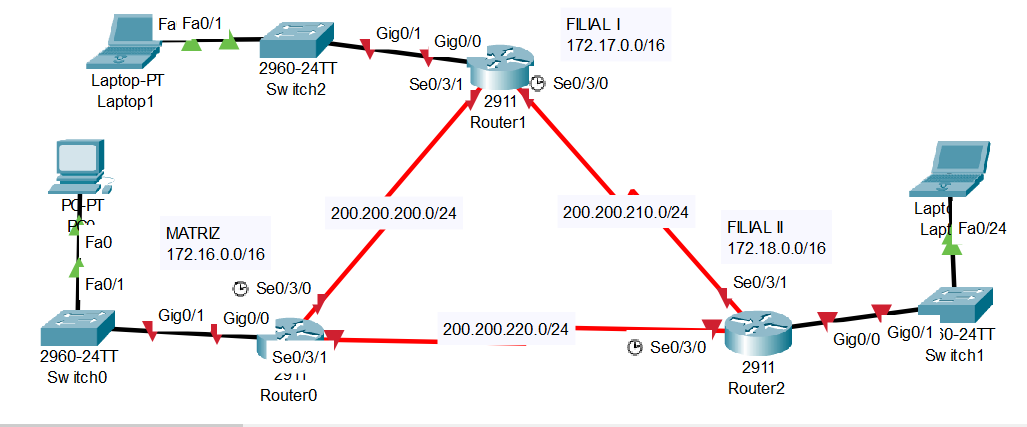 Fa Fa0/1
FILIAL I
172.17.0.0/16
Gig0/1
Gig0/0
2960-24TT
Switch2
Laptop-PT
Laptop1
Se0/3/1
Se0/3/0
2911
Router1
PC-PT
Fa0
Fa0/1
MATRIZ
172.16.0.0/16
200.200.200.0/24
200.200.210.0/24
FILIAL II
172.18.0.0/16
Fa0/24
Se0/3/0
Se0/3/1
Gig0/1
Gig0/0
200.200.220.0/24
2960-24TT
Switch0
Se0/3/1
2911
Router0
Se0/3/0
2911
Router2
Gig0/0
Gig0/1
Switch1